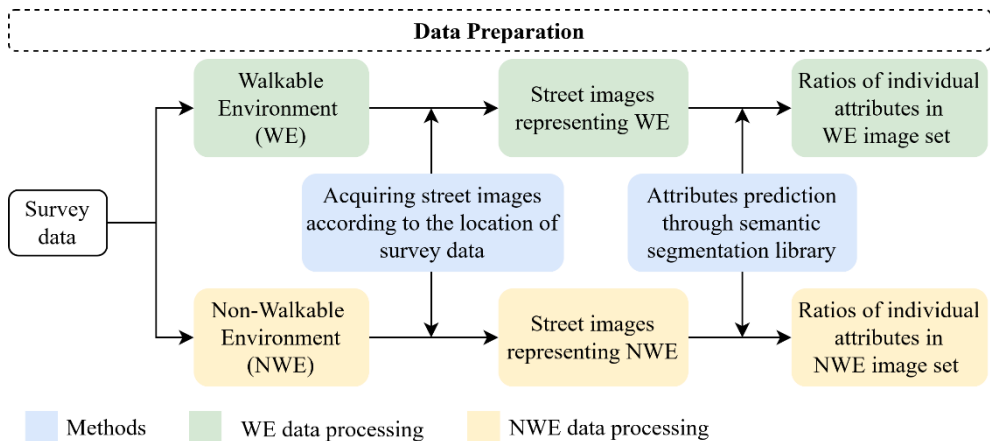 Data Preparation
Walkable
Environment
(WE)
Street images
representing WE
Ratios of individual
attributes in
WE image set
Survey
data
Acquiring street images
according to the location of
survey data
Attributes prediction
through semantic
segmentation library
Non-Walkable
Environment
(NWE)
Street images
representing NWE
Ratios of individual
attributes in
NWE image set
Methods
WE data processing
NWE data processing